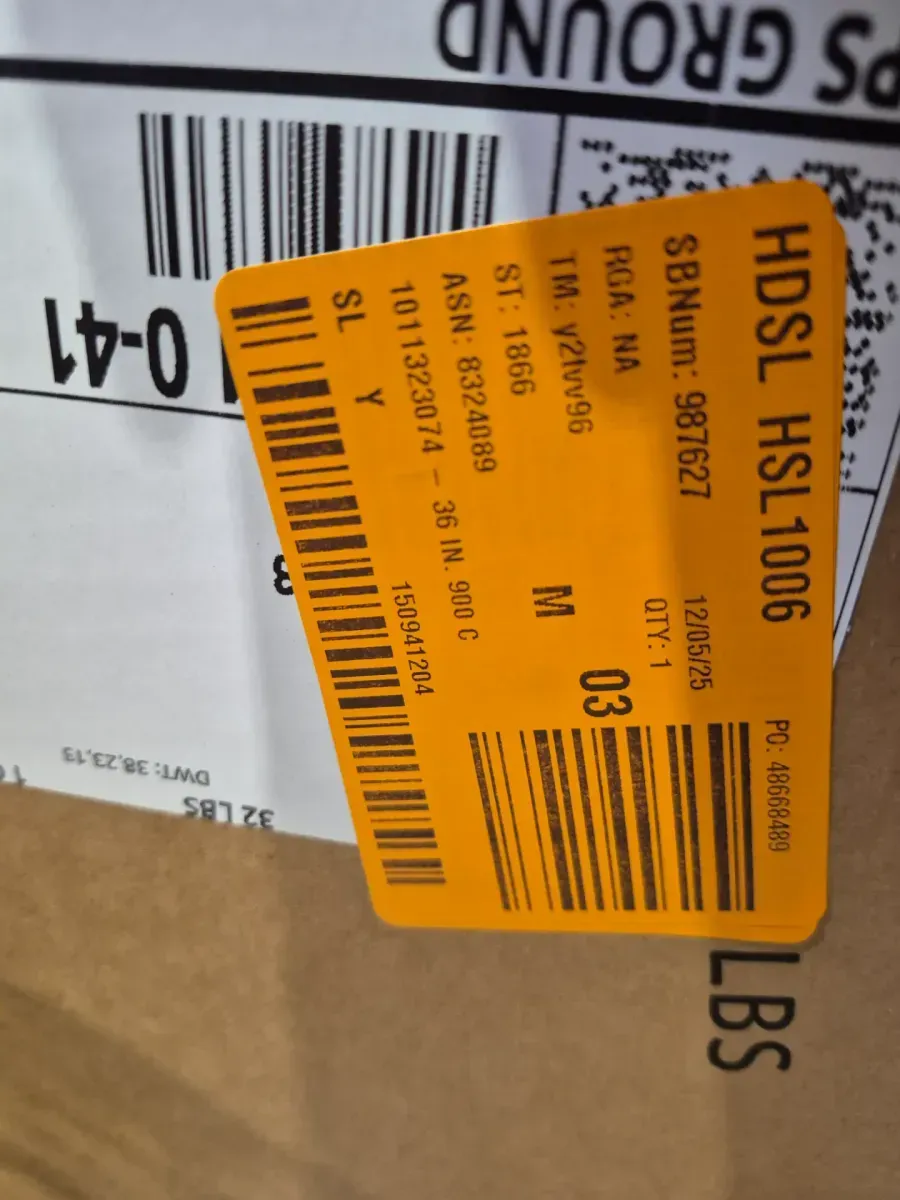 HDSL HSL1006
PO: 48668489
SBNum: 987627
12/05/25
RGA: NA
QTY: 1
TM: y2lvv96
03
ST: 1866
M
ASN: 8324089
1011323074 - 36 IN. 900 C
SL Y
150941204
PS GROUND
0-41
8
DWT: 38,23,13
32 LBS
LBS